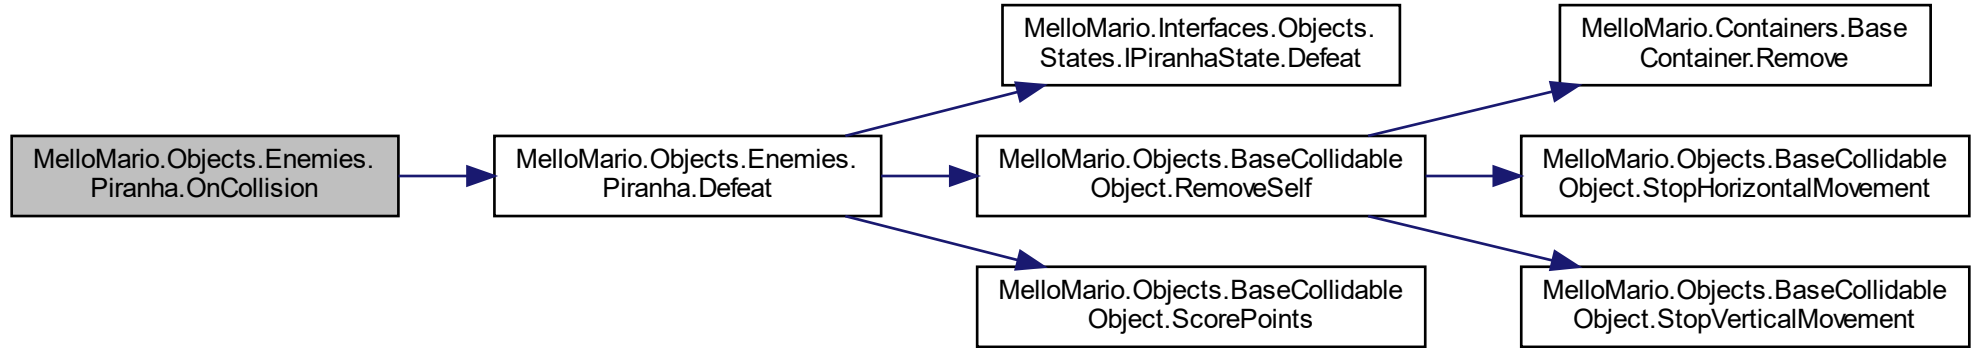 MelloMario.Objects.Enemies.
Piranha.OnCollision
MelloMario.Objects.Enemies.
Piranha.Defeat
MelloMario.Interfaces.Objects.
States.IPiranhaState.Defeat
MelloMario.Objects.BaseCollidable
Object.RemoveSelf
MelloMario.Objects.BaseCollidable
Object.ScorePoints
MelloMario.Containers.Base
Container.Remove
MelloMario.Objects.BaseCollidable
Object.StopHorizontalMovement
MelloMario.Objects.BaseCollidable
Object.StopVerticalMovement